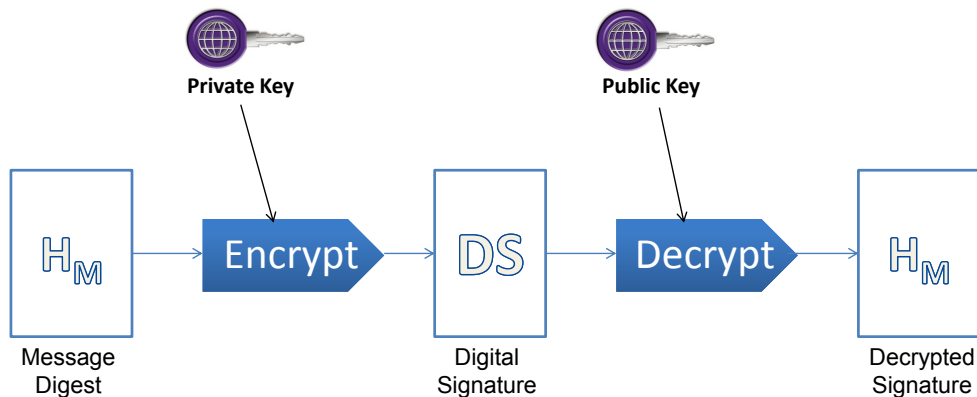 Private Key
Public Key
HM
Encrypt
DS
Decrypt
HM
Message
Digest
Digital
Signature
Decrypted
Signature